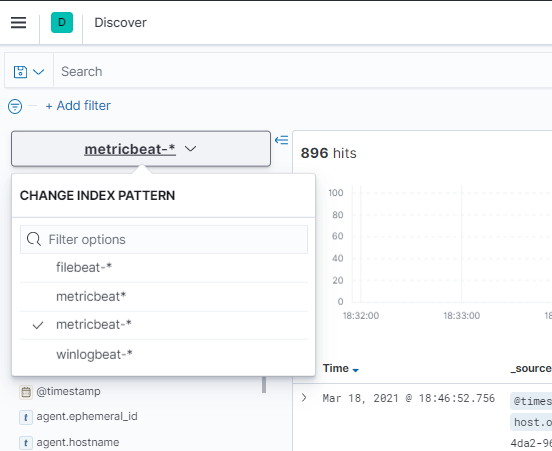 D Discover
Search
+ Add filter
metricbeat-*
896 hits
CHANGE INDEX PATTERN
Filter options
filebeat-*
metricbeat*
metricbeat-*
winlogbeat-*
100
80
60
40
20
0
18:32:00 18:33:00 18
Time _source
Mar 18, 2021 @ 18:46:52.756 @times
host.o
4da2-96
@timestamp
t agent.ephemeral_id
t agent.hostname